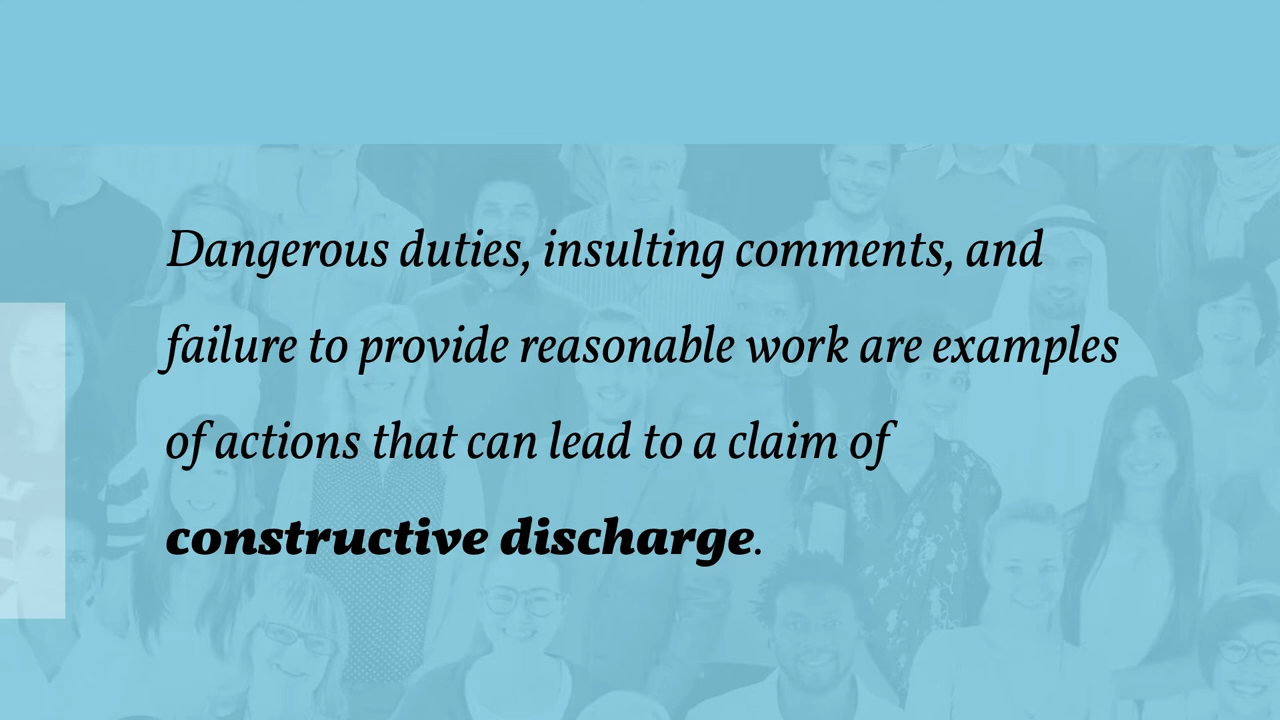 Dangerous duties, insulting comments, and
failure to provide reasonable work are examples
of actions that can lead to a claim of
constructive discharge.